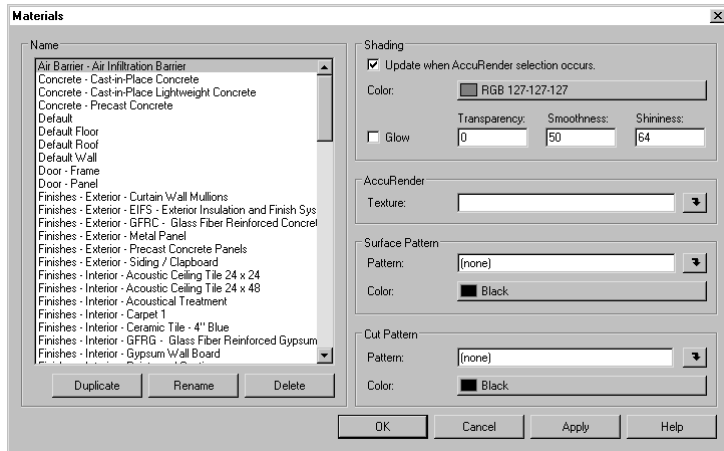 Materials
Name
Air Barrier - Air Infiltration Barrier
Concrete - Cast-in-Place Concrete
Concrete - Cast-in-Place Lightweight Concrete
Concrete - Precast Concrete
Default
Default Floor
Default Roof
Default Wall
Door - Frame
Door - Panel
Finishes - Exterior - Curtain Wall Mullions
Finishes - Exterior - EIFS - Exterior Insulation and Finish Sys
Finishes - Exterior - GFRC - Glass Fiber Reinforced Concret
Finishes - Exterior - Metal Panel
Finishes - Exterior - Precast Concrete Panels
Finishes - Exterior - Siding / Clapboard
Finishes - Interior - Acoustic Ceiling Tile 24 x 24
Finishes - Interior - Acoustic Ceiling Tile 24 x 48
Finishes - Interior - Acoustical Treatment
Finishes - Interior - Carpet 1
Finishes - Interior - Ceramic Tile - 4" Blue
Finishes - Interior - GFRG - Glass Fiber Reinforced Gypsum
Finishes - Interior - Gypsum Wall Board
Duplicate
Rename
Delete
Shading
Update when AccuRender selection occurs.
Color:
RGB 127-127-127
Glow
Transparency:
Smoothness:
Shininess:
0
50
64
AccuRender
Texture:
Surface Pattern
Pattern:
(none)
Color:
Black
Cut Pattern
Pattern:
(none)
Color:
Black
OK
Cancel
Apply
Help